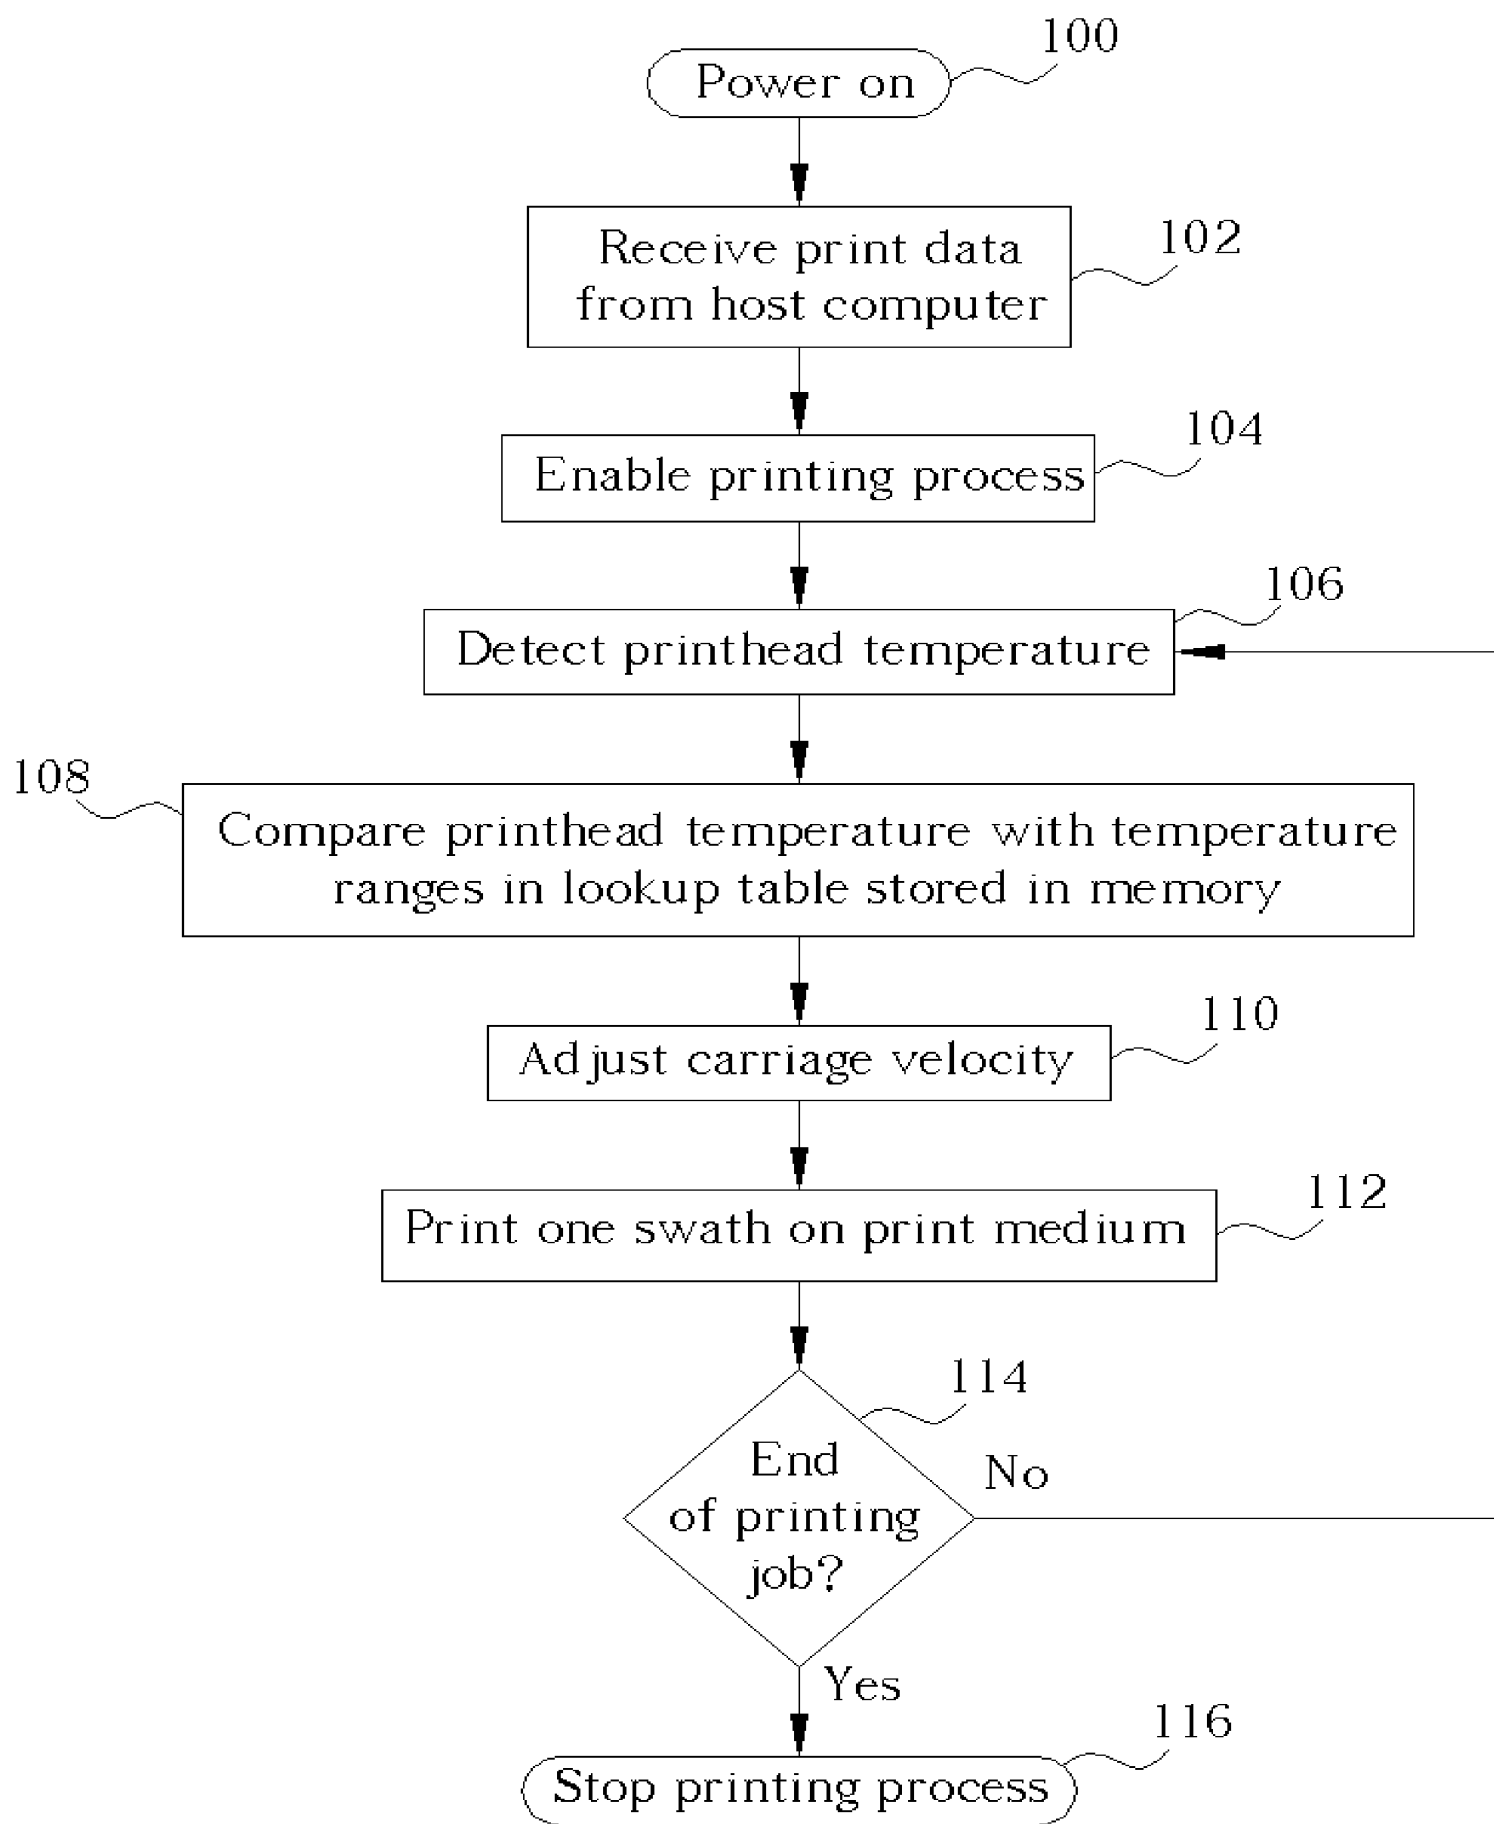 100
Power on
102
Receive print data
from host computer
104
Enable printing process
106
Detect printhead temperature
108
Compare printhead temperature with temperature
ranges in lookup table stored in memory
110
Adjust carriage velocity
112
Print one swath on print medium
114
End
of printing
job?
No
Yes
116
Stop printing process